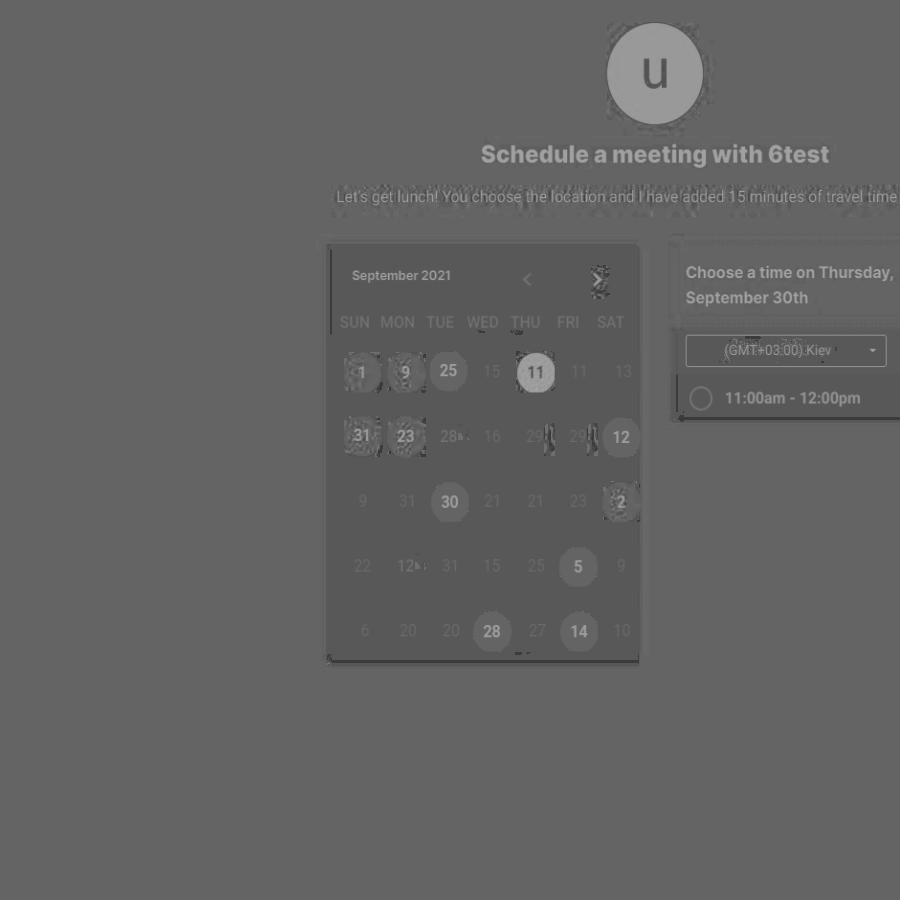 u
Schedule a meeting with 6test
Let's get lunch! You choose the location and I have added 15 minutes of travel time
September 2021
SUN MON TUE WED THU FRI SAT
1 9 25 15 11 11 13
31 23 28 16 29 29 12
9 31 30 21 21 23 2
22 12 31 15 25 5 9
6 20 20 28 27 14 10
Choose a time on Thursday,
September 30th
(GMT+03:00) Kiev
11:00am - 12:00pm